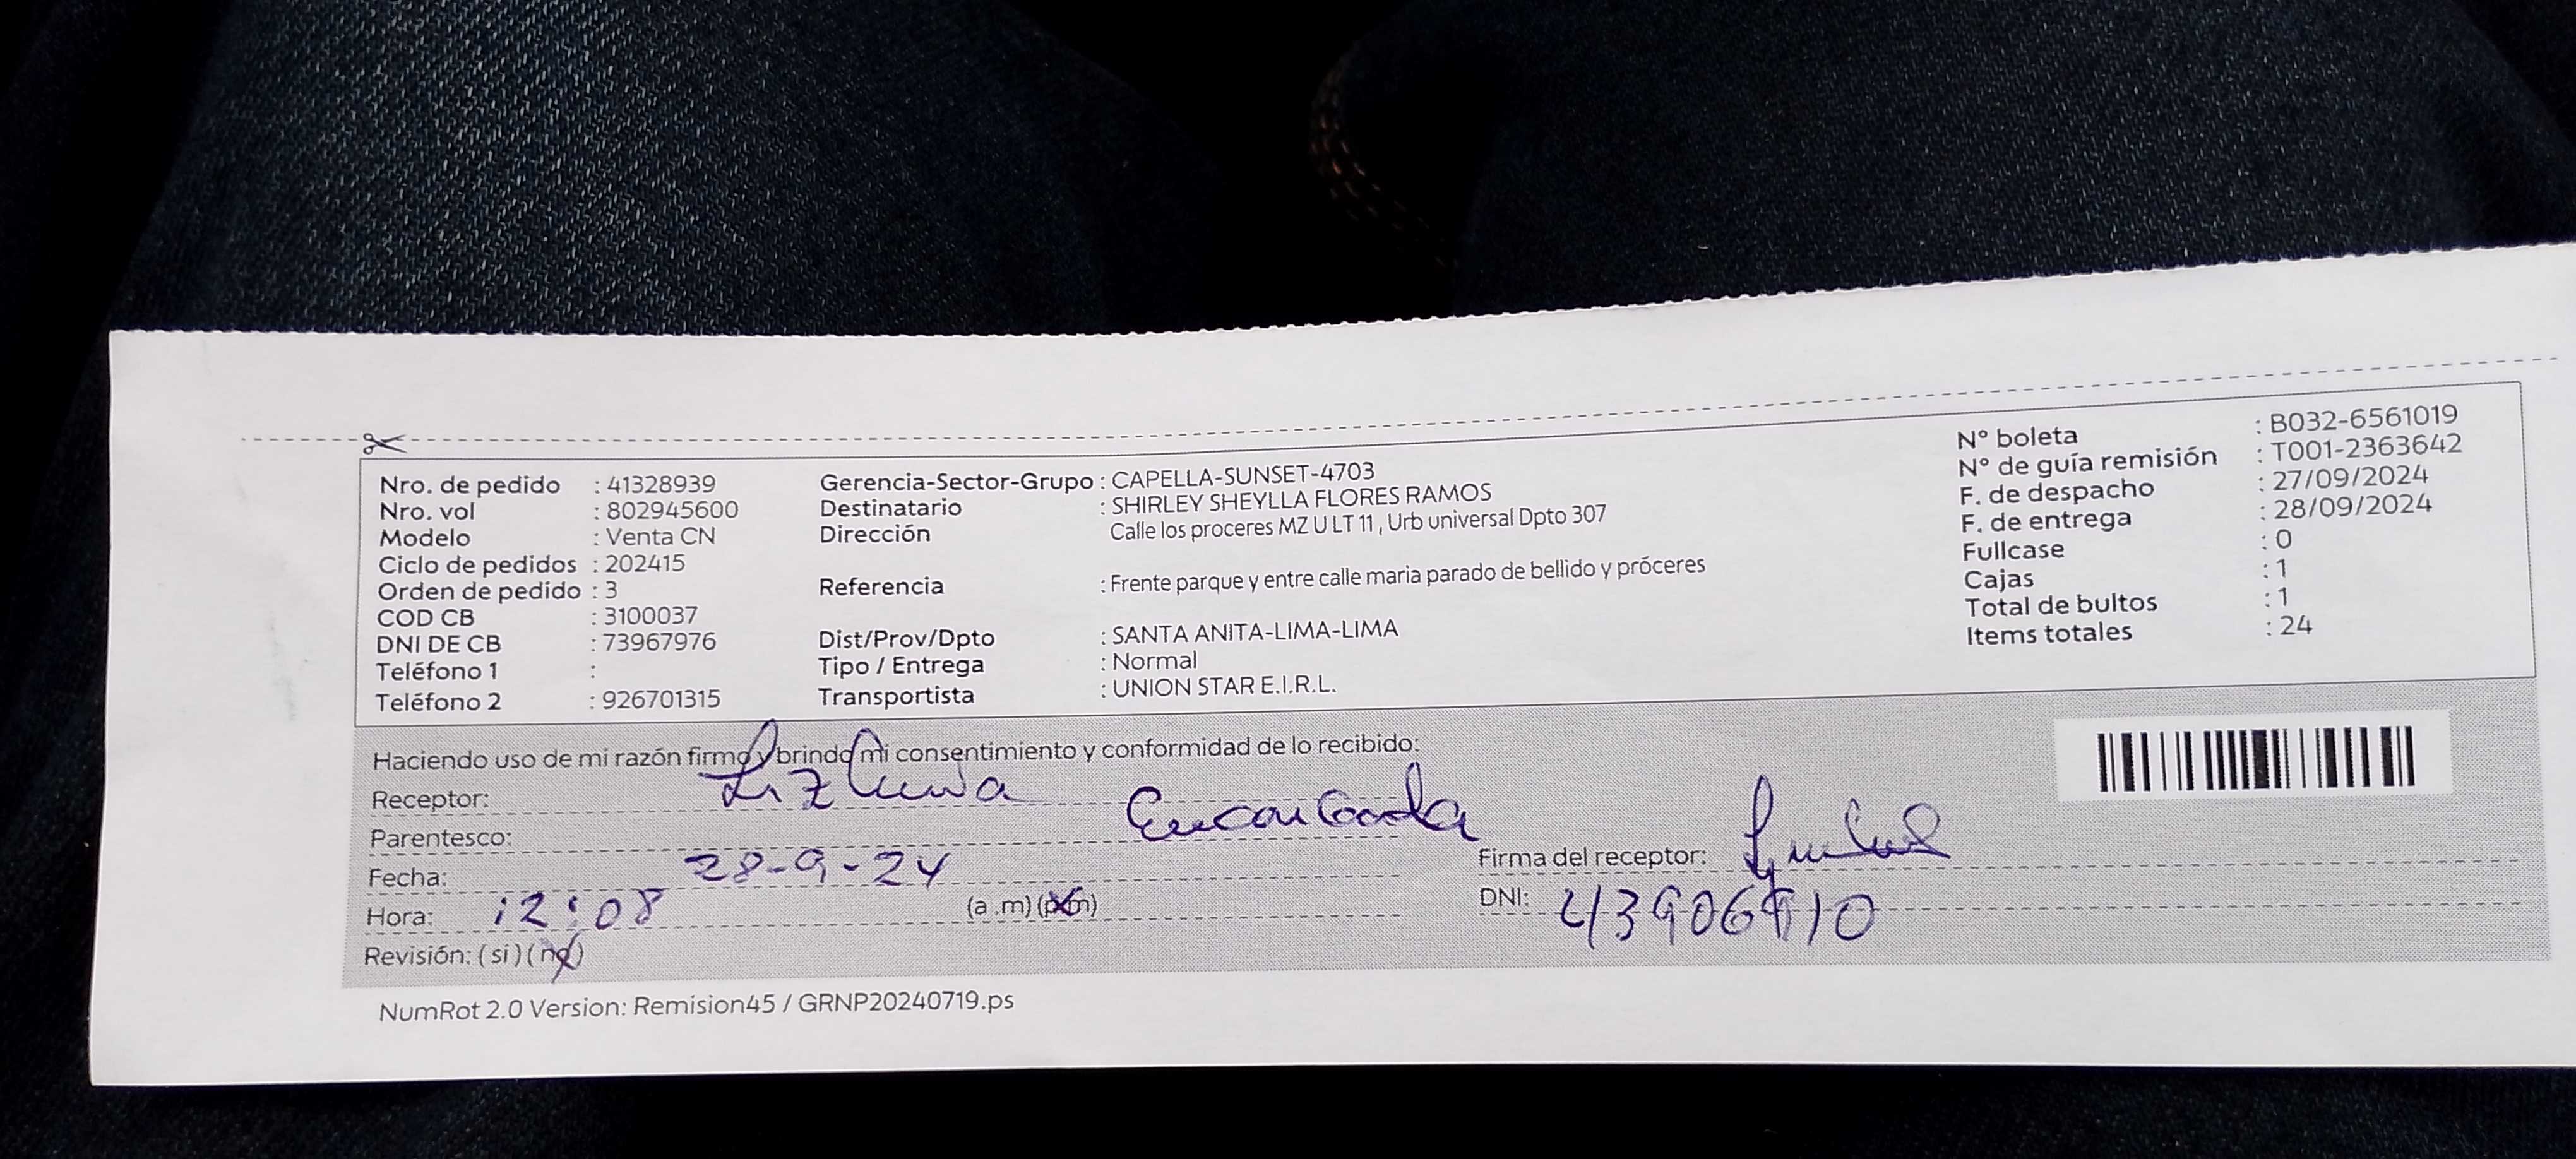 Nro. de pedido : 41328939
Nro. vol : 802945600
Modelo : Venta CN
Ciclo de pedidos : 202415
Orden de pedido : 3
COD CB : 3100037
DNI DE CB : 73967976
Teléfono 1 :
Teléfono 2 : 926701315
Gerencia-Sector-Grupo : CAPELLA-SUNSET-4703
Destinatario : SHIRLEY SHEYLLA FLORES RAMOS
Dirección Calle los proceres MZ U LT 11 , Urb universal Dpto 307
Referencia : Frente parque y entre calle maria parado de bellido y próceres
Dist/Prov/Dpto : SANTA ANITA-LIMA-LIMA
Tipo / Entrega : Normal
Transportista : UNION STAR E.I.R.L.
N° boleta : B032-6561019
N° de guía remisión : T001-2363642
F. de despacho : 27/09/2024
F. de entrega : 28/09/2024
Fullcase : 0
Cajas : 1
Total de bultos : 1
Items totales : 24
Haciendo uso de mi razón firmo y brindo mi consentimiento y conformidad de lo recibido:
Receptor: Liz
Parentesco: Encargada
Fecha: 28-9-24
Hora: 12:08 (a .m) (p.m)
Revisión: ( si ) ( no )
Firma del receptor:
DNI:
NumRot 2.0 Version: Remision45 / GRNP20240719.ps